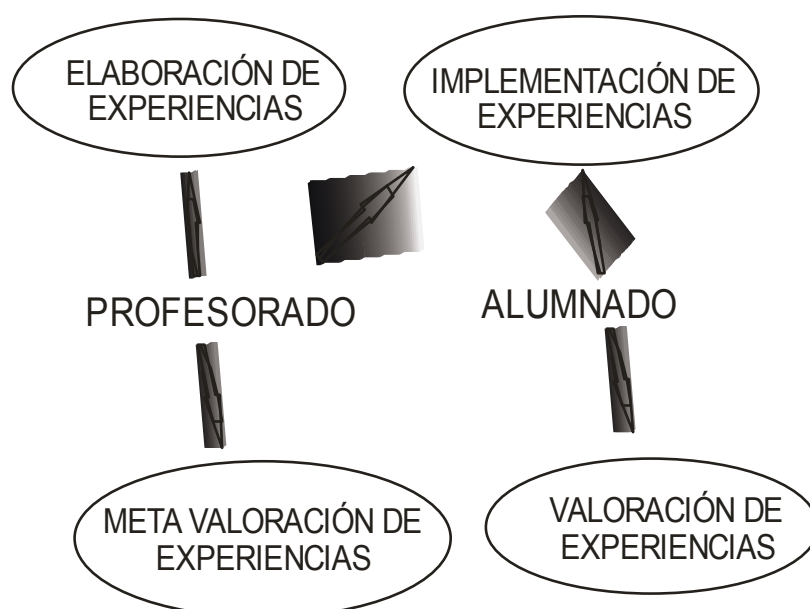 ELABORACIÓN DE
EXPERIENCIAS
IMPLEMENTACIÓN DE
EXPERIENCIAS
PROFESORADO
ALUMNADO
META VALORACIÓN DE
EXPERIENCIAS
VALORACIÓN DE
EXPERIENCIAS